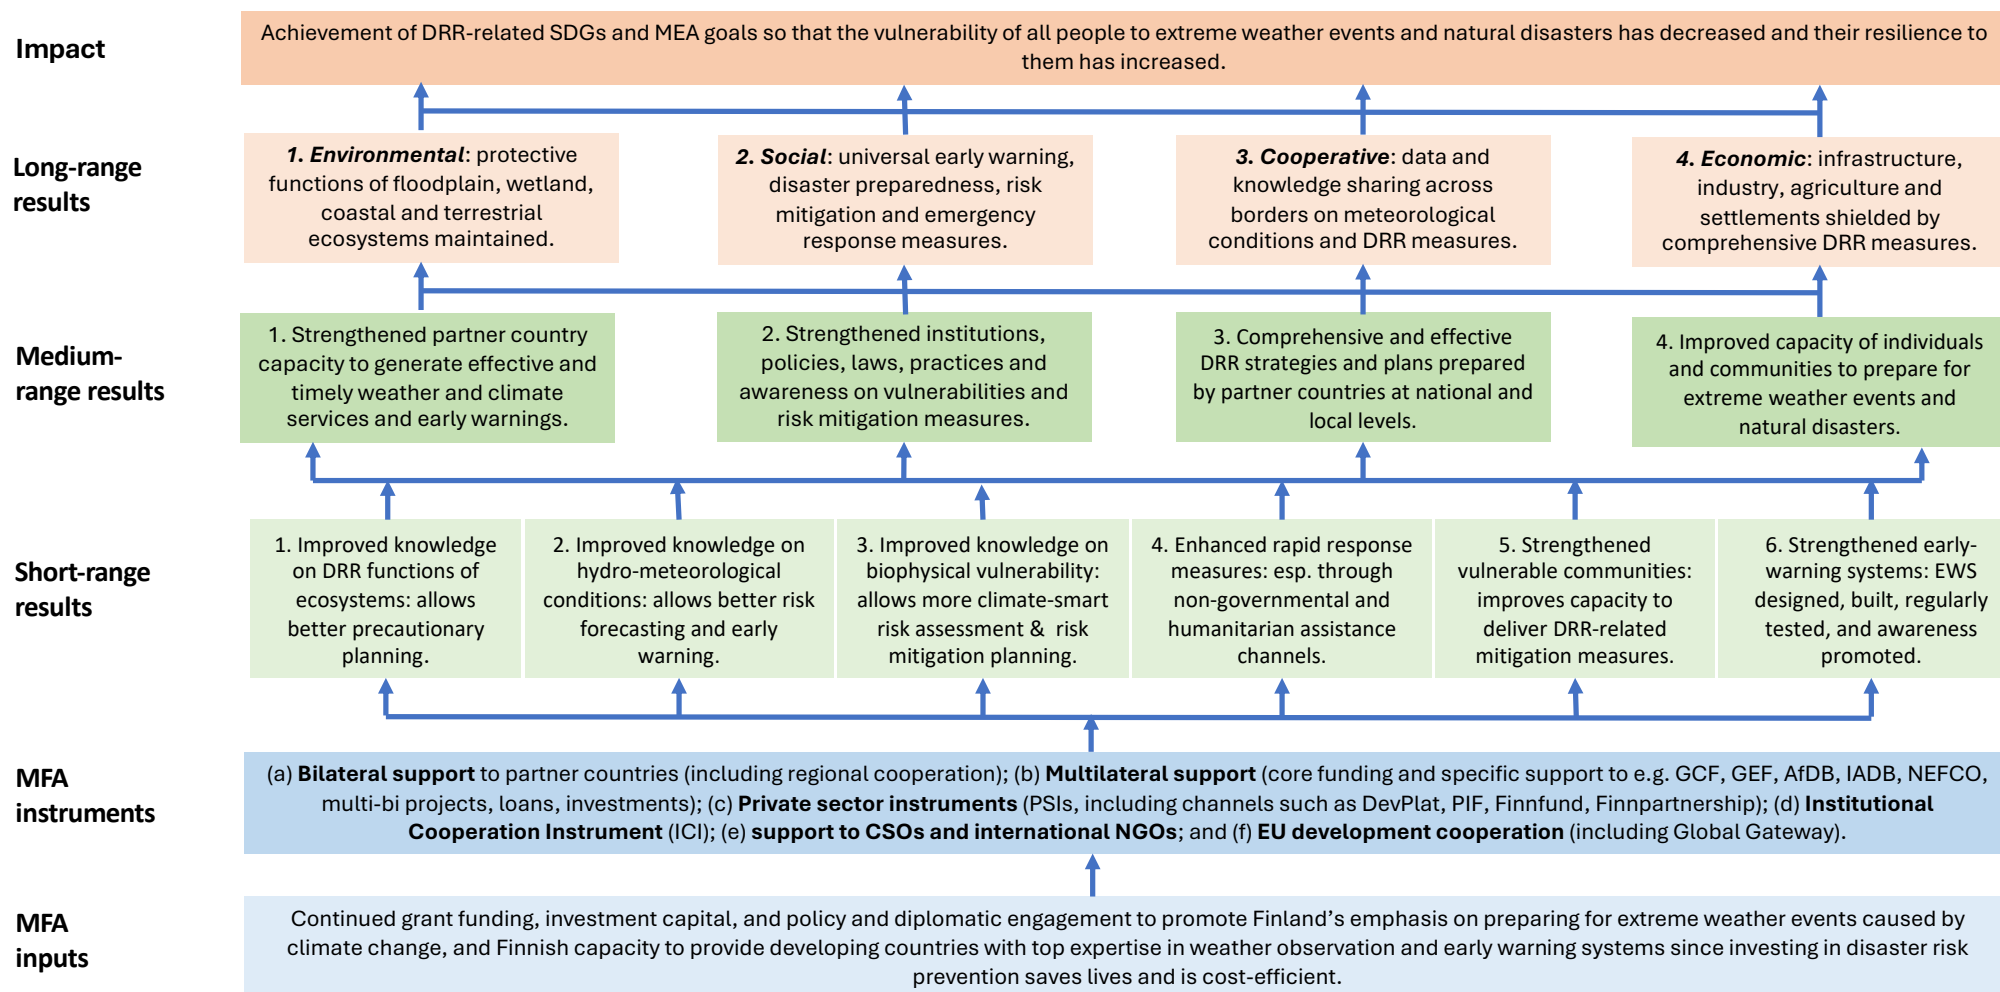 Impact
Achievement of DRR-related SDGs and MEA goals so that the vulnerability of all people to extreme weather events and natural disasters has decreased and their resilience to
them has increased.
Long-range
results
1. Environmental: protective
functions of floodplain, wetland,
coastal and terrestrial
ecosystems maintained.
2. Social: universal early warning,
disaster preparedness, risk
mitigation and emergency
response measures.
3. Cooperative: data and
knowledge sharing across
borders on meteorological
conditions and DRR measures.
4. Economic: infrastructure,
industry, agriculture and
settlements shielded by
comprehensive DRR measures.
Medium-
range results
1. Strengthened partner country
capacity to generate effective and
timely weather and climate
services and early warnings.
2. Strengthened institutions,
policies, laws, practices and
awareness on vulnerabilities and
risk mitigation measures.
3. Comprehensive and effective
DRR strategies and plans prepared
by partner countries at national and
local levels.
4. Improved capacity of individuals
and communities to prepare for
extreme weather events and
natural disasters.
Short-range
results
1. Improved knowledge
on DRR functions of
ecosystems: allows
better precautionary
planning.
2. Improved knowledge on
hydro-meteorological
conditions: allows better risk
forecasting and early
warning.
3. Improved knowledge on
biophysical vulnerability:
allows more climate-smart
risk assessment & risk
mitigation planning.
4. Enhanced rapid response
measures: esp. through
non-governmental and
humanitarian assistance
channels.
5. Strengthened
vulnerable communities:
improves capacity to
deliver DRR-related
mitigation measures.
6. Strengthened early-
warning systems: EWS
designed, built, regularly
tested, and awareness
promoted.
MFA
instruments
(a) Bilateral support to partner countries (including regional cooperation); (b) Multilateral support (core funding and specific support to e.g. GCF, GEF, AfDB, IADB, NEFCO,
multi-bi projects, loans, investments); (c) Private sector instruments (PSIs, including channels such as DevPlat, PIF, Finnfund, Finnpartnership); (d) Institutional
Cooperation Instrument (ICI); (e) support to CSOs and international NGOs; and (f) EU development cooperation (including Global Gateway).
MFA
inputs
Continued grant funding, investment capital, and policy and diplomatic engagement to promote Finland’s emphasis on preparing for extreme weather events caused by
climate change, and Finnish capacity to provide developing countries with top expertise in weather observation and early warning systems since investing in disaster risk
prevention saves lives and is cost-efficient.